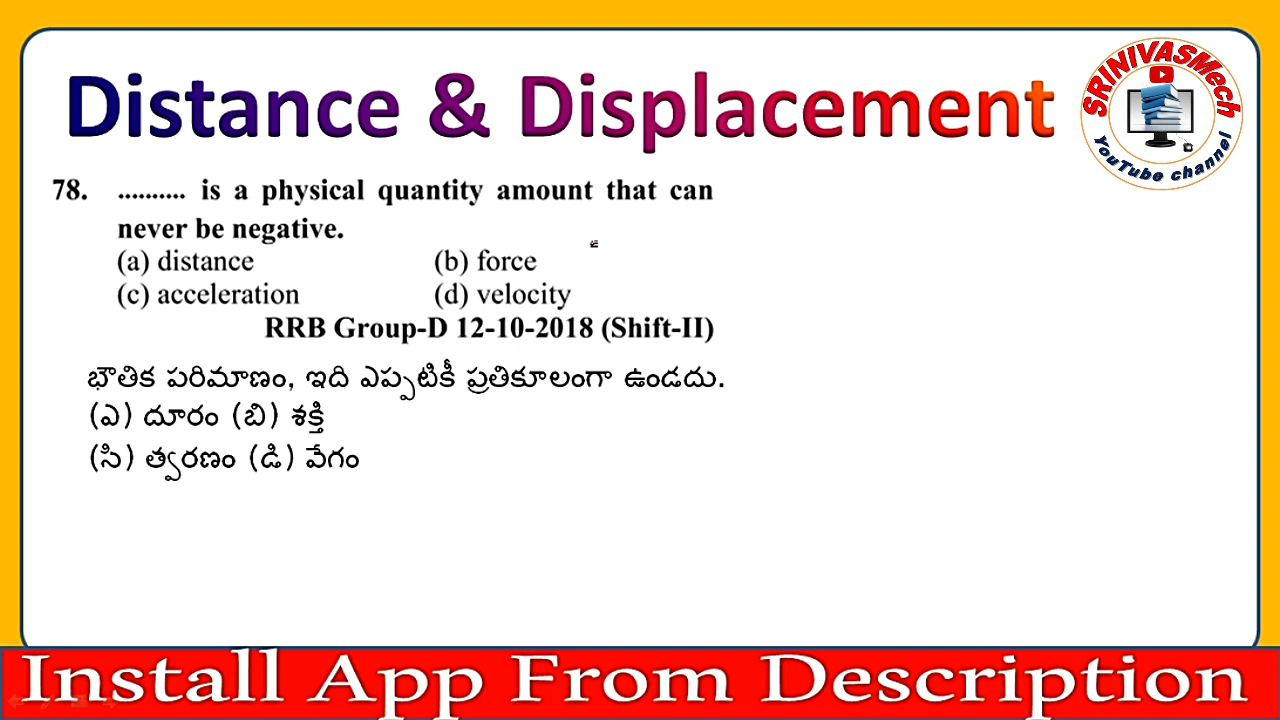 Distance & Displacement
SRINIVASMech
YouTube channel
78. .......... is a physical quantity amount that can
never be negative.
(a) distance (b) force
(c) acceleration (d) velocity
RRB Group-D 12-10-2018 (Shift-II)
భౌతిక పరిమాణం, ఇది ఎప్పటికీ ప్రతికూలంగా ఉండదు.
(ఎ) దూరం (బి) శక్తి
(సి) త్వరణం (డి) వేగం
Install App From Description